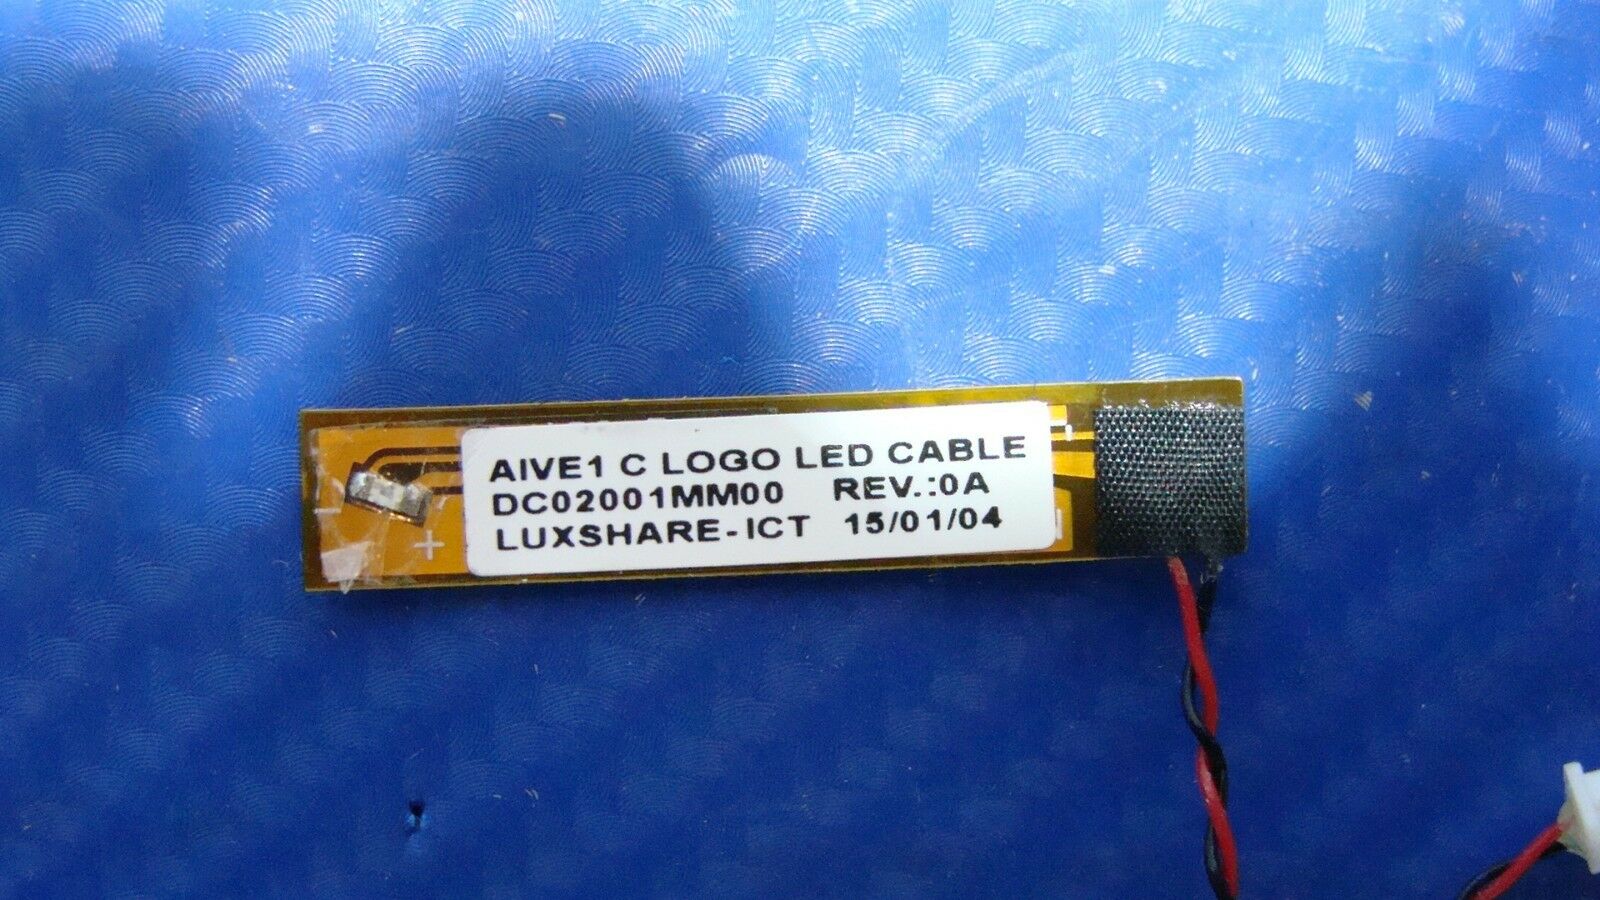 AIVE1 C LOGO LED CABLE
DC02001MM00 REV.:0A
LUXSHARE-ICT 15/01/04
+